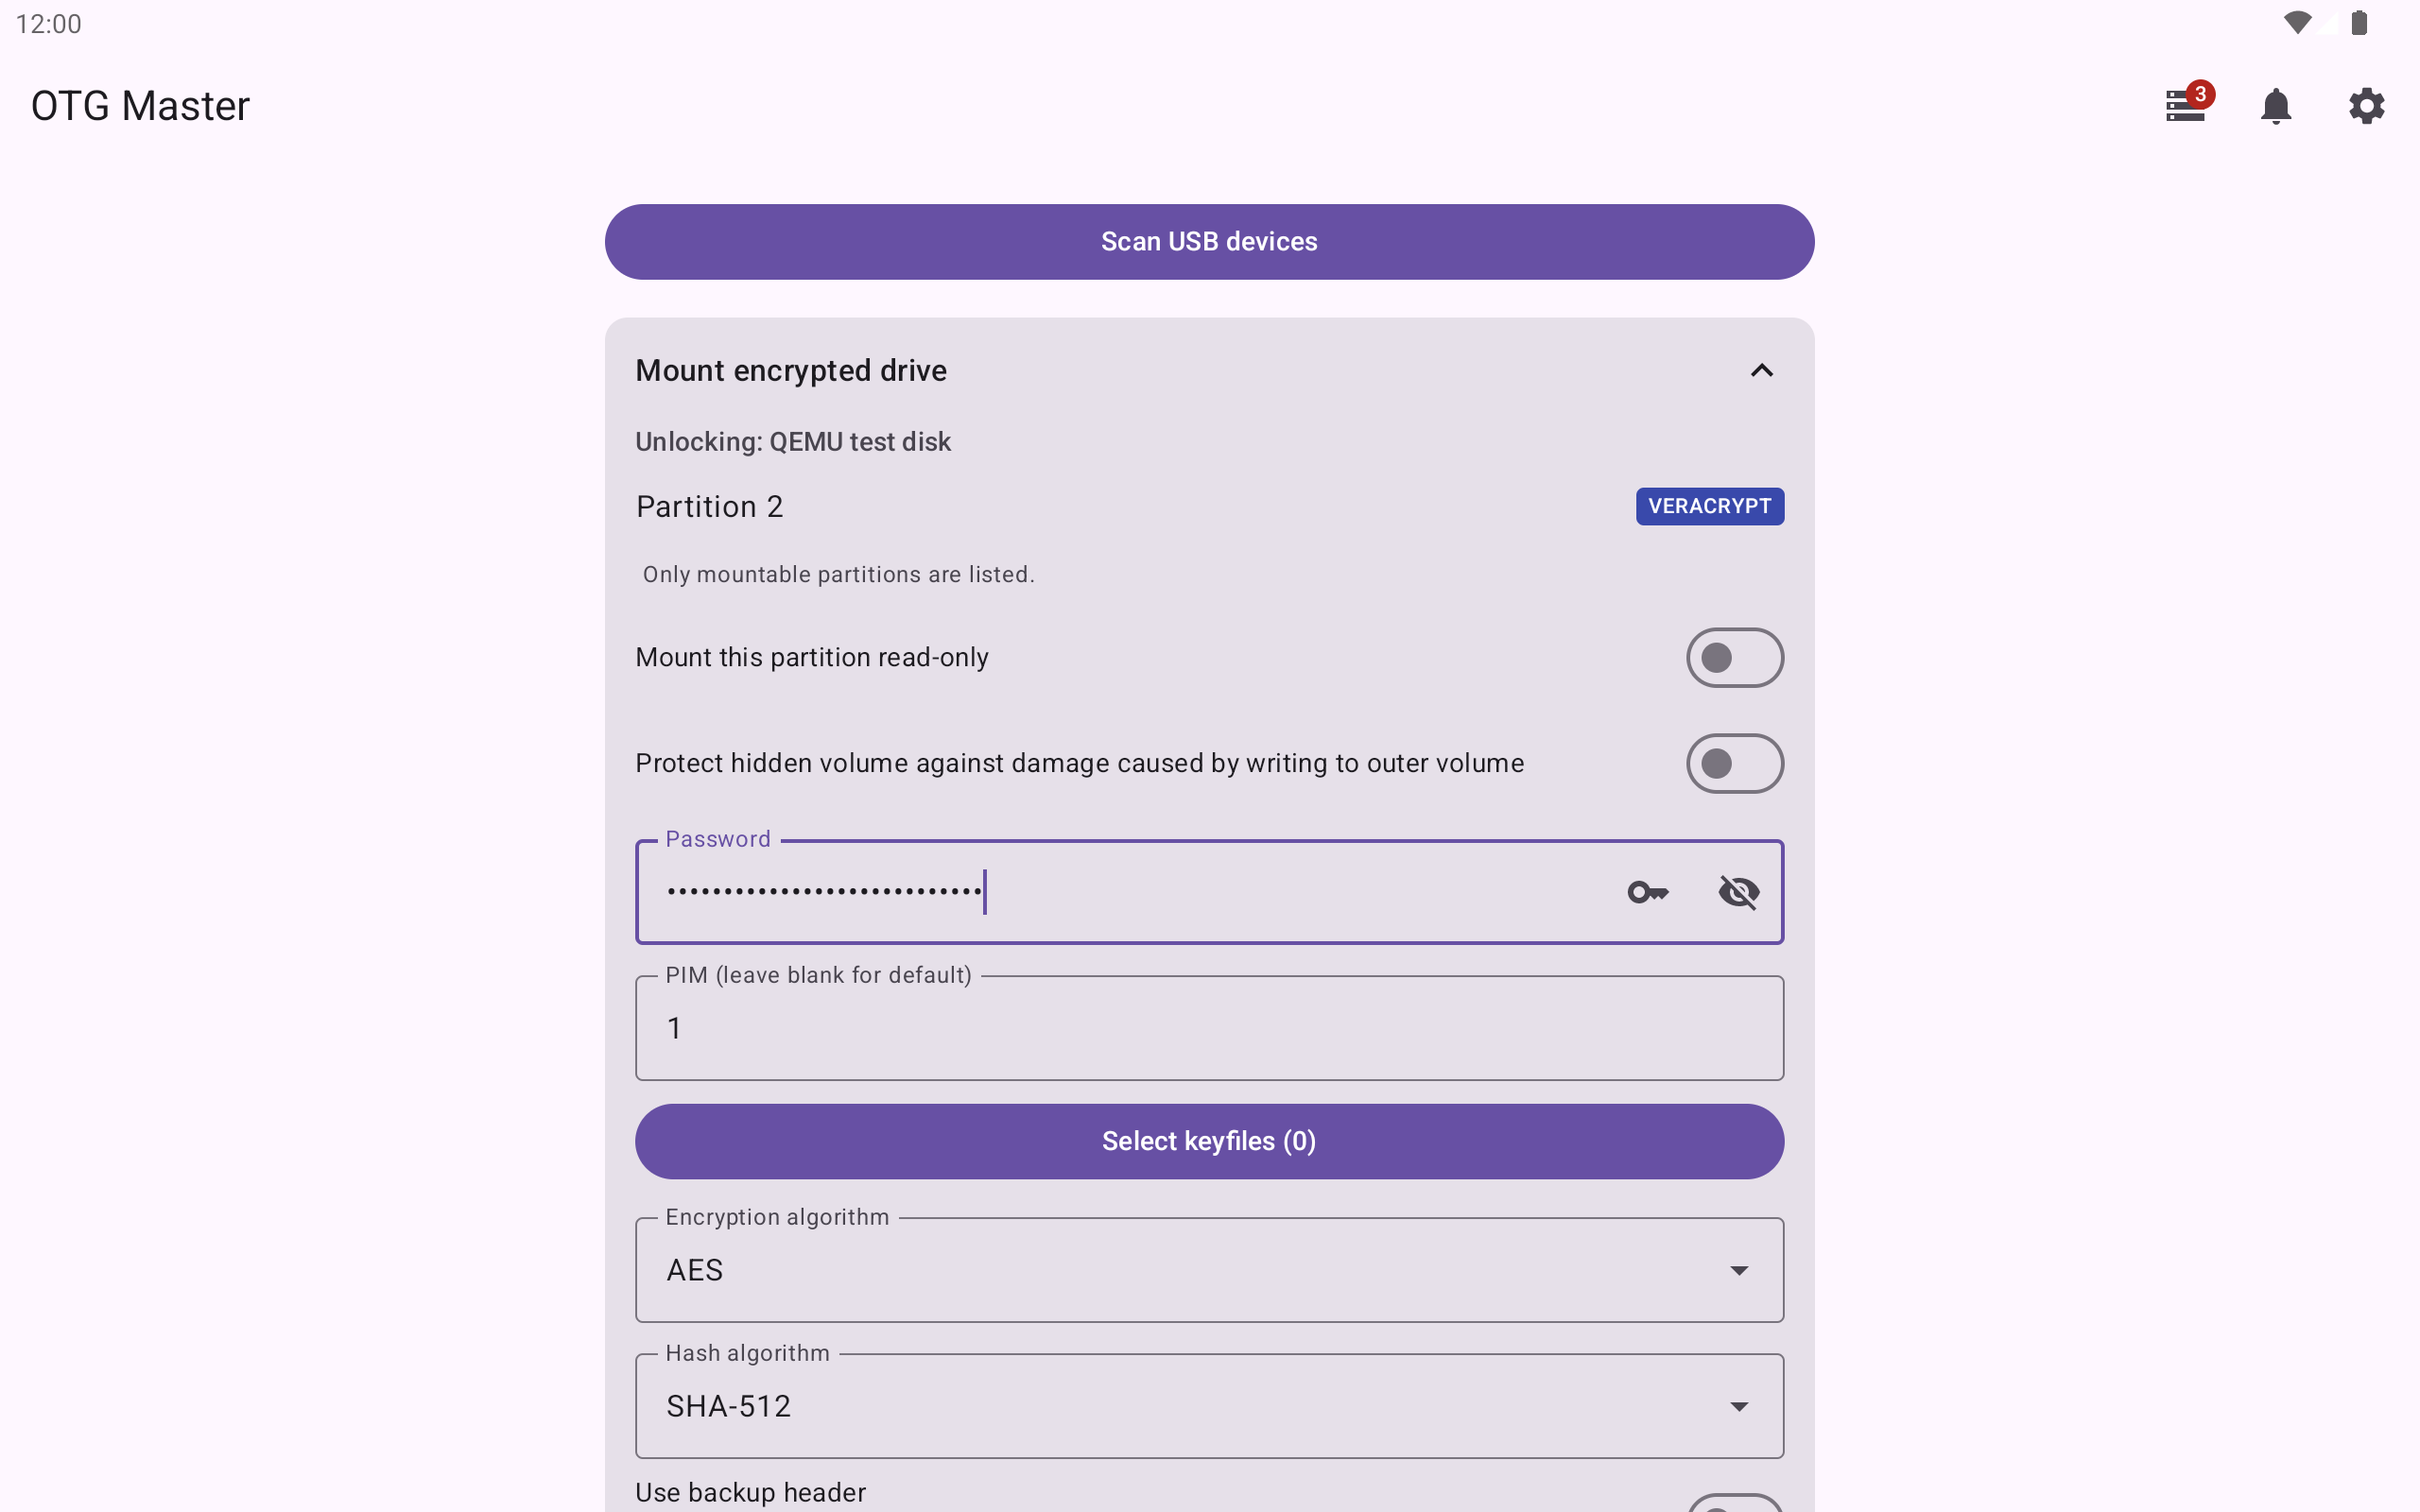 12:00
OTG Master
3
Scan USB devices
Mount encrypted drive
Unlocking: QEMU test disk
Partition 2
VERACRYPT
Only mountable partitions are listed.
Mount this partition read-only
Protect hidden volume against damage caused by writing to outer volume
Password
••••••••••••••••••••••••••••
PIM (leave blank for default)
1
Select keyfiles (0)
Encryption algorithm
AES
Hash algorithm
SHA-512
Use backup header